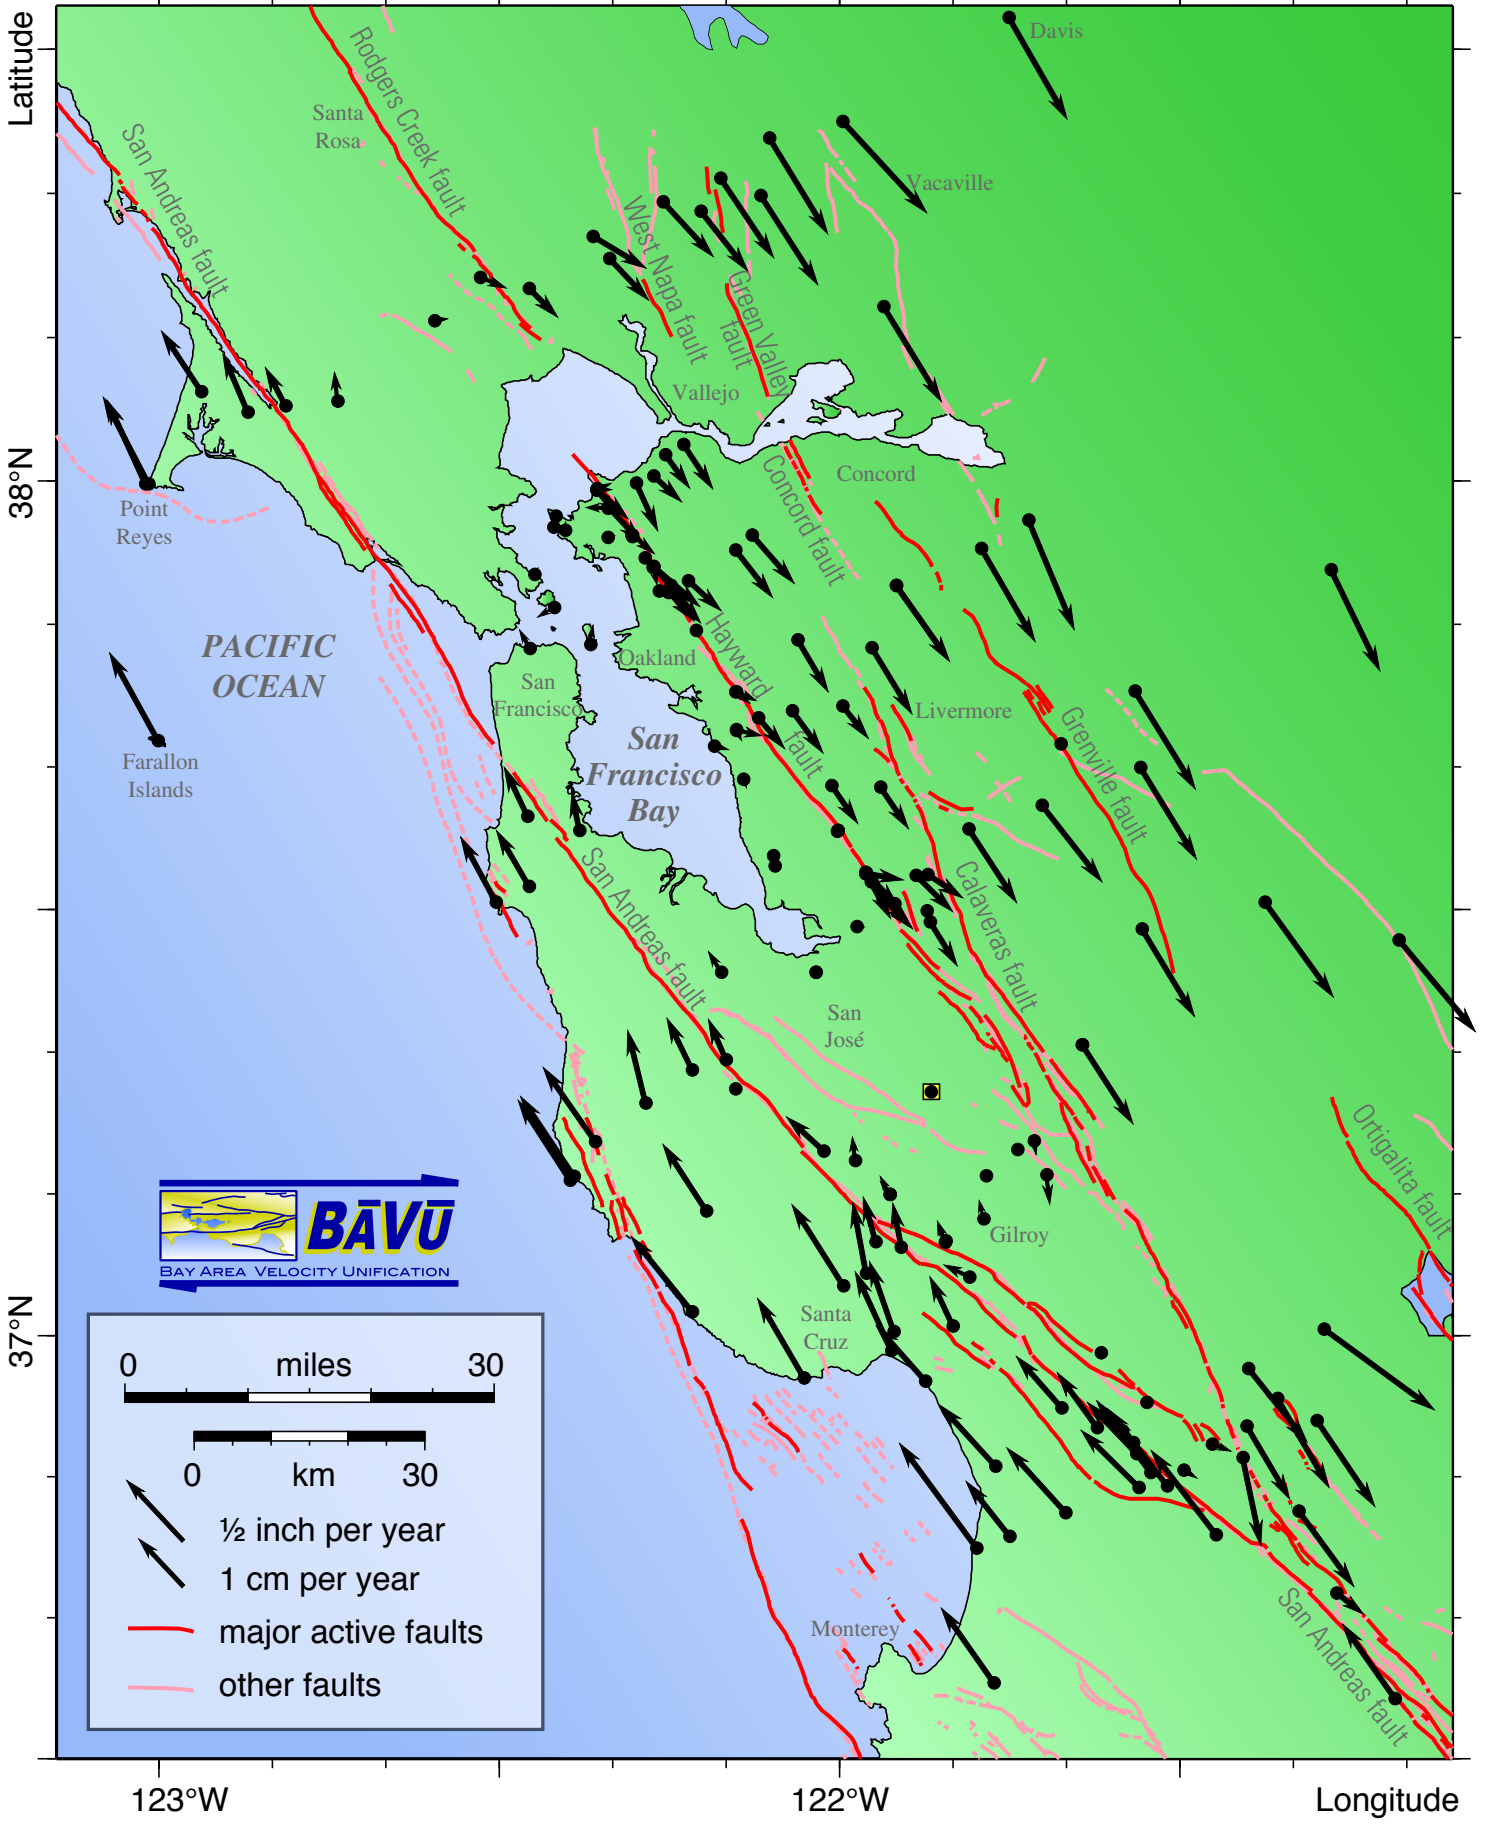 Latitude
Davis
Santa
Rosa
Rodgers Creek fault
San Andreas fault
Vacaville
West Napa fault
Green Valley
fault
Vallejo
38°N
Point
Reyes
Concord
Concord fault
PACIFIC
OCEAN
Farallon
Islands
San
Francisco
Oakland
Hayward
fault
San
Francisco
Bay
Livermore
Grenville fault
San Andreas fault
Calaveras fault
San
José
Ortigalita fault
Gilroy
BĀVŪ
BAY AREA VELOCITY UNIFICATION
37°N
Santa
Cruz
0 miles 30
0 km 30
½ inch per year
1 cm per year
major active faults
other faults
Monterey
San Andreas fault
123°W
122°W
Longitude